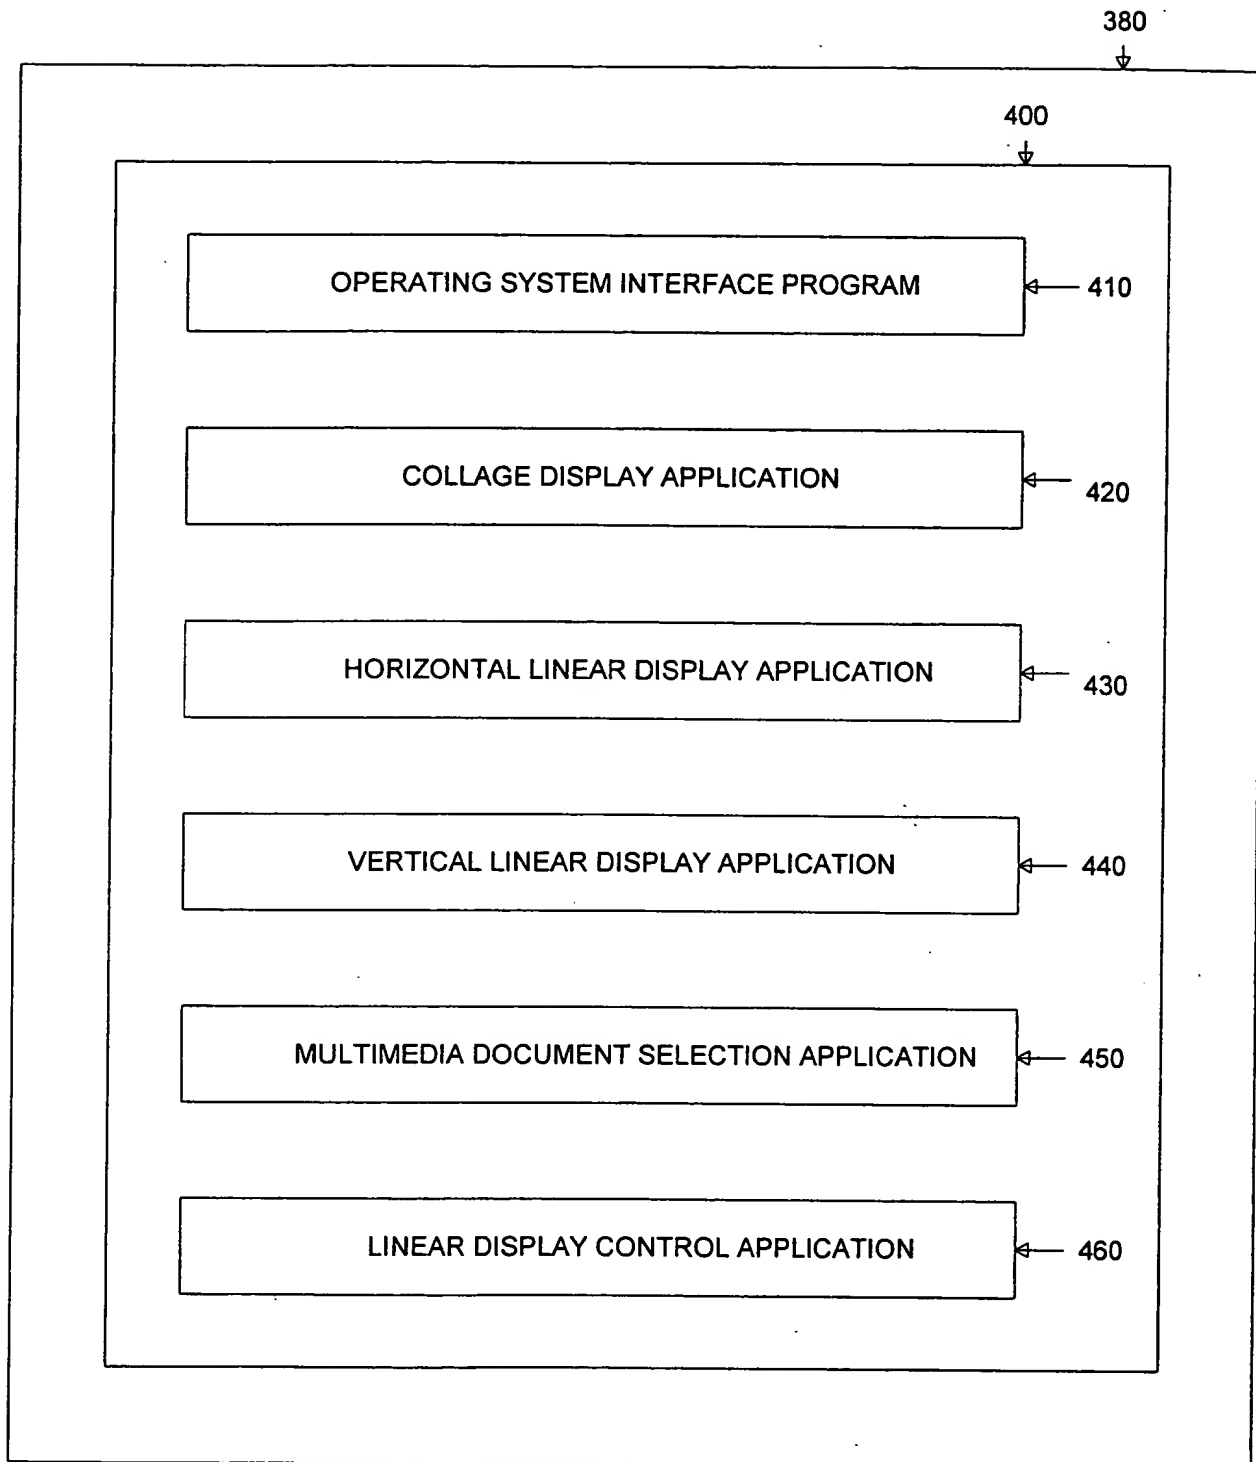 380
400
OPERATING SYSTEM INTERFACE PROGRAM
410
COLLAGE DISPLAY APPLICATION
420
HORIZONTAL LINEAR DISPLAY APPLICATION
430
VERTICAL LINEAR DISPLAY APPLICATION
440
MULTIMEDIA DOCUMENT SELECTION APPLICATION
450
LINEAR DISPLAY CONTROL APPLICATION
460